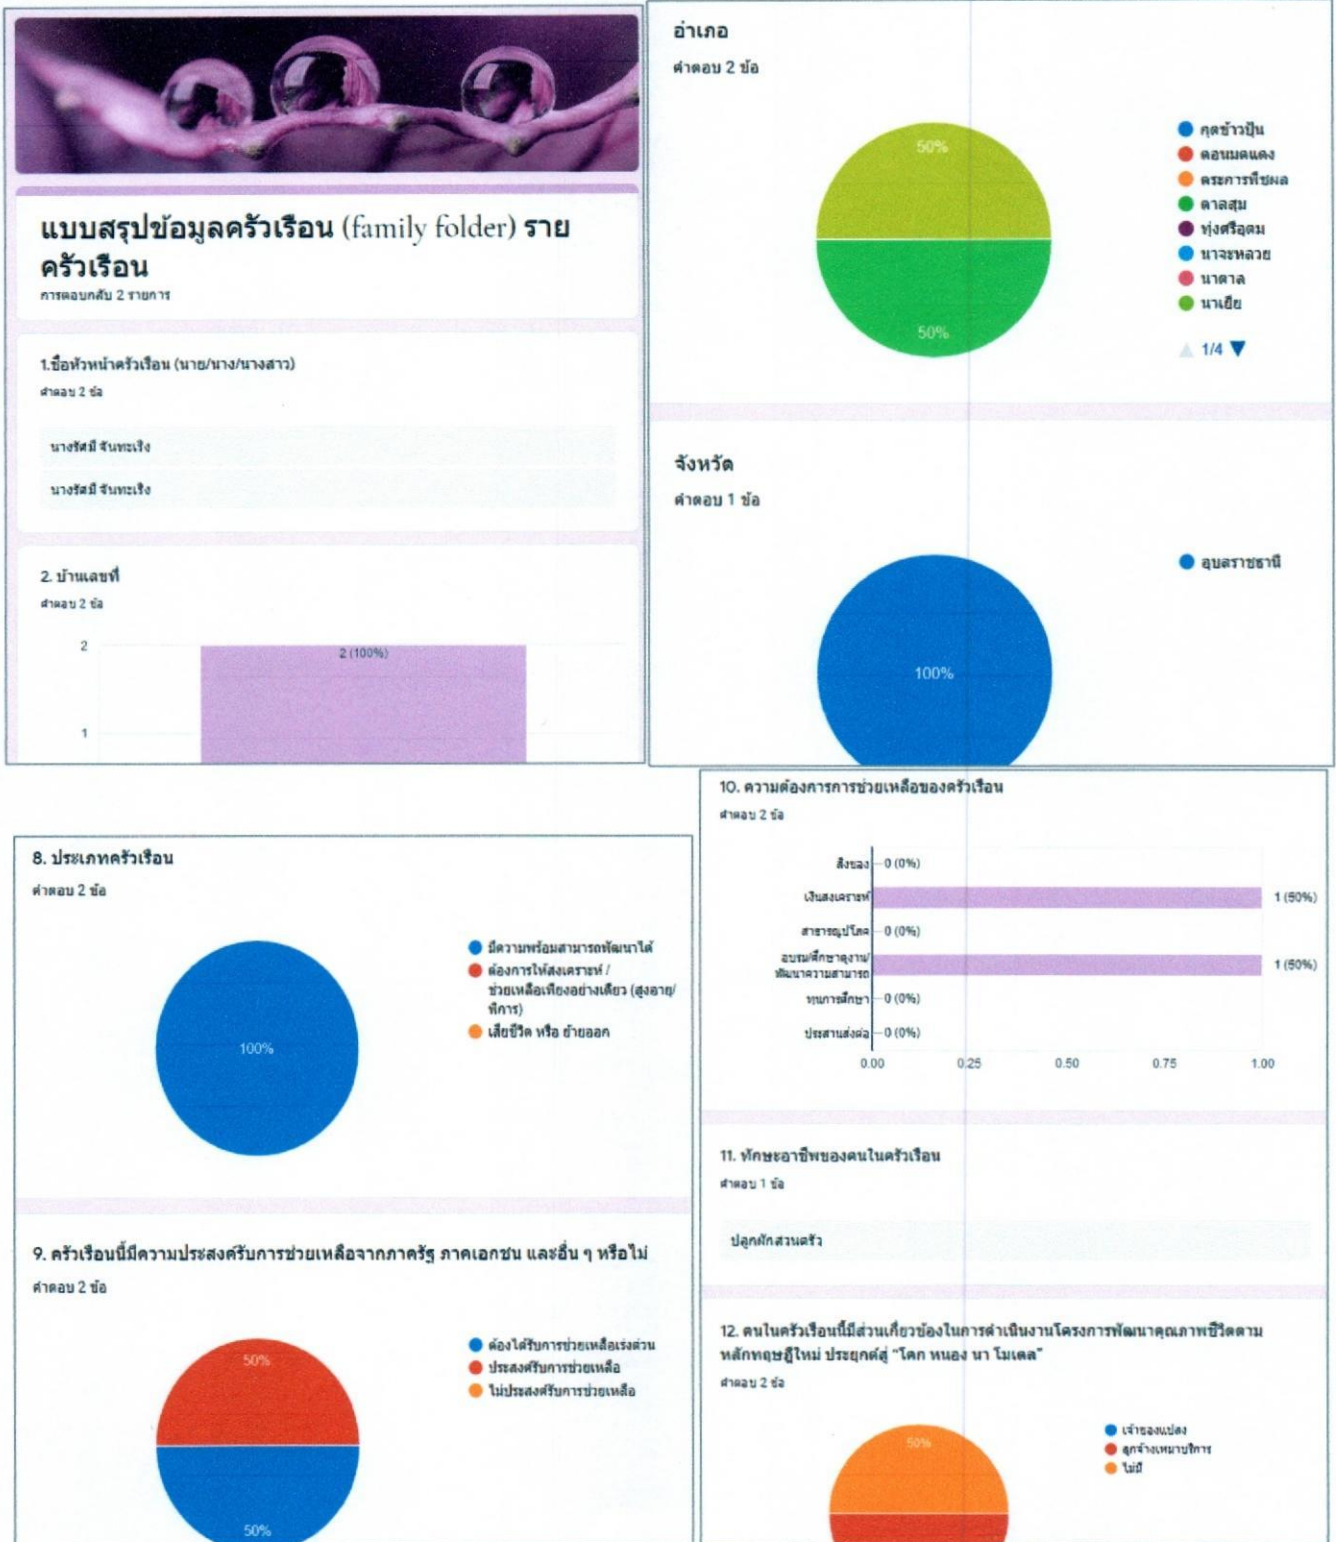 แบบสรุปข้อมูลครัวเรือน (family folder) ราย
ครัวเรือน
การตอบกลับ 2 รายการ
1.ชื่อหัวหน้าครัวเรือน (นาย/นาง/นางสาว)
คำตอบ 2 ข้อ
นางรัศมี จันทะเริง
นางรัศมี จันทะเริง
2. บ้านเลขที่
คำตอบ 2 ข้อ
2
2 (100%)
1
อำเภอ
คำตอบ 2 ข้อ
50%
50%
กุดข้าวปุ้น
ดอนมดแดง
ตระการพืชผล
ตาลสุม
ทุ่งศรีอุดม
นาจะหลวย
นาตาล
นาเยีย
1/4
จังหวัด
คำตอบ 1 ข้อ
อุบลราชธานี
100%
8. ประเภทครัวเรือน
คำตอบ 2 ข้อ
100%
มีความพร้อมสามารถพัฒนาได้
ต้องการให้สงเคราะห์ /
ช่วยเหลือเพียงอย่างเดียว (สูงอายุ/
พิการ)
เสียชีวิต หรือ ย้ายออก
9. ครัวเรือนนี้มีความประสงค์รับการช่วยเหลือจากภาครัฐ ภาคเอกชน และอื่น ๆ หรือไม่
คำตอบ 2 ข้อ
50%
50%
ต้องได้รับการช่วยเหลือเร่งด่วน
ประสงค์รับการช่วยเหลือ
ไม่ประสงค์รับการช่วยเหลือ
10. ความต้องการการช่วยเหลือของครัวเรือน
คำตอบ 2 ข้อ
สิ่งของ 0 (0%)
เงินสงเคราะห์ 1 (50%)
สาธารณูปโภค 0 (0%)
อบรม/ศึกษาดูงาน/
พัฒนาความสามารถ 1 (50%)
ทุนการศึกษา 0 (0%)
ประสานส่งต่อ 0 (0%)
0.00 0.25 0.50 0.75 1.00
11. ทักษะอาชีพของคนในครัวเรือน
คำตอบ 1 ข้อ
ปลูกผักสวนครัว
12. คนในครัวเรือนนี้มีส่วนเกี่ยวข้องในการดำเนินงานโครงการพัฒนาคุณภาพชีวิตตาม
หลักทฤษฎีใหม่ ประยุกต์สู่ “โคก หนอง นา โมเดล”
คำตอบ 2 ข้อ
50%
เจ้าของแปลง
ลูกจ้างเหมาบริการ
ไม่มี